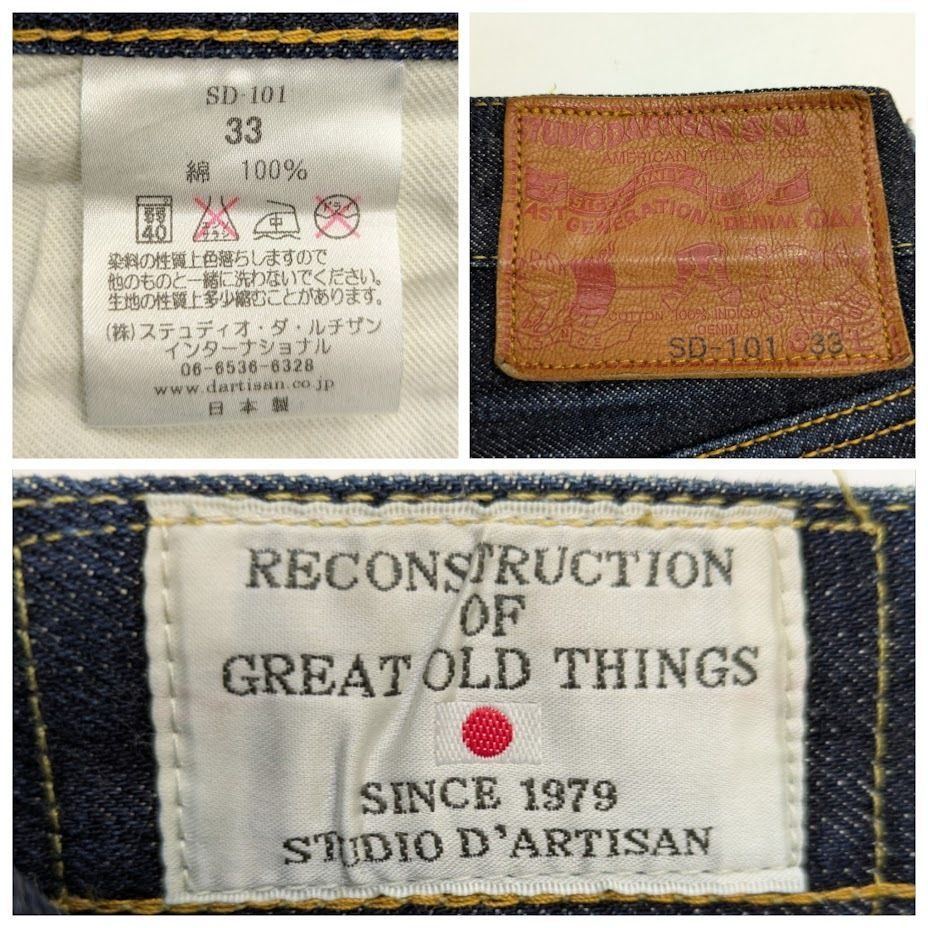 SD-101
33
綿 100%
40
染料の性質上色落ちしますので
他のものと一緒に洗わないでください。
生地の性質上多少縮むことがあります。
(株)ステュディオ・ダ・ルチザン
インターナショナル
06-6536-6328
www.dartisan.co.jp
日本製
AMERICAN VINTAGE
GENERATION DENIM
COTTON 100% INDIGO
DENIM
SD-101 33
RECONSTRUCTION
OF
GREAT OLD THINGS
SINCE 1979
STUDIO D'ARTISAN